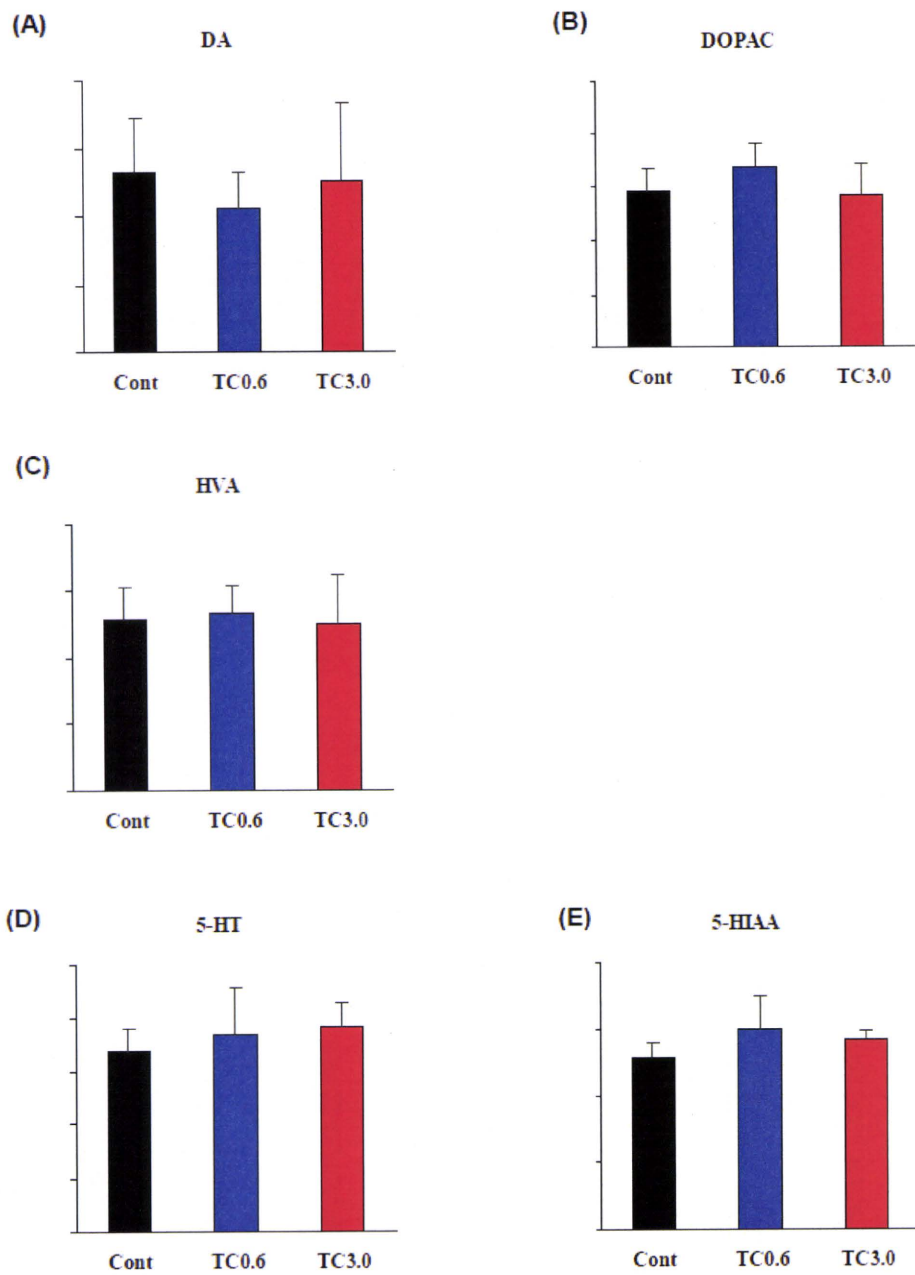 (A)
DA
Cont TC0.6 TC3.0
(B)
DOPAC
Cont TC0.6 TC3.0
(C)
HVA
Cont TC0.6 TC3.0
(D)
5-HT
Cont TC0.6 TC3.0
(E)
5-HIAA
Cont TC0.6 TC3.0